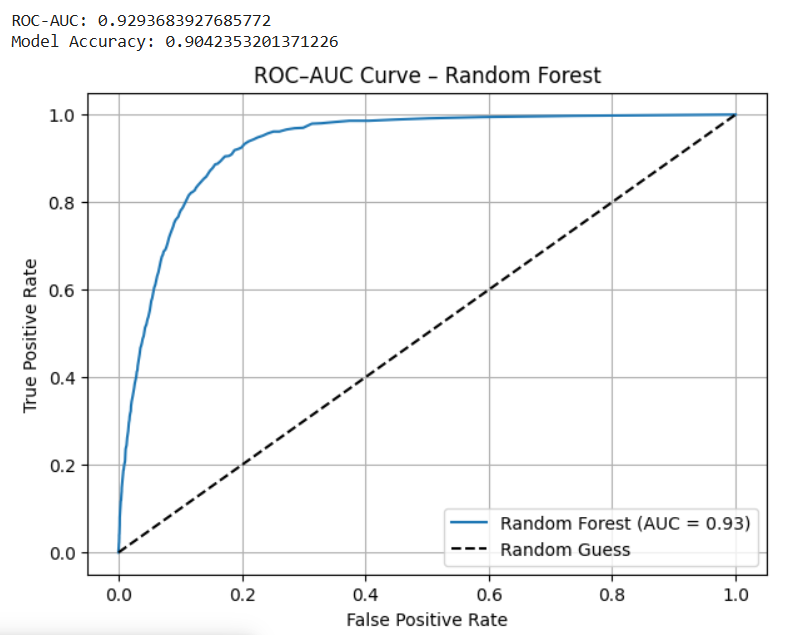 ROC-AUC: 0.9293683927685772
Model Accuracy: 0.9042353201371226
ROC–AUC Curve – Random Forest
1.0
0.8
0.6
0.4
0.2
0.0
True Positive Rate
Random Forest (AUC = 0.93)
Random Guess
0.0 0.2 0.4 0.6 0.8 1.0
False Positive Rate